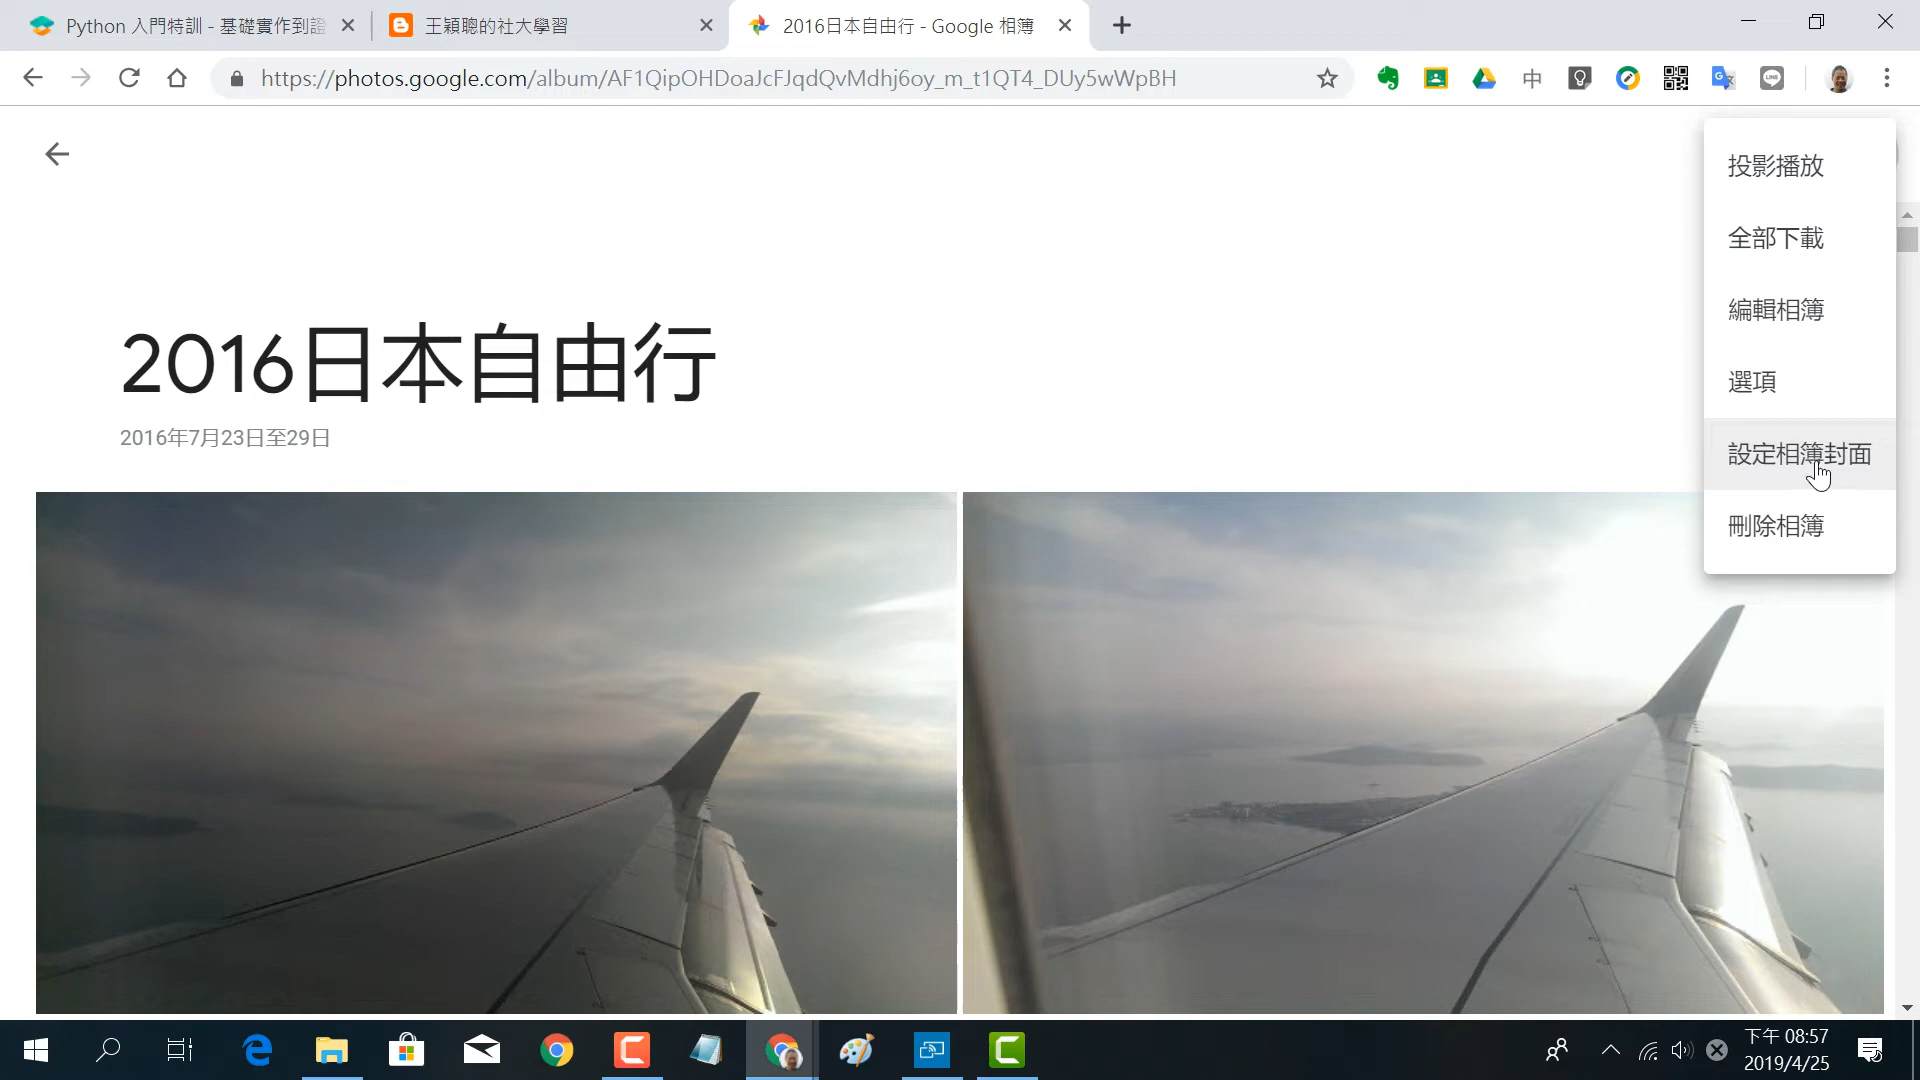 Python 入門特訓 - 基礎實作到證
王穎聰的社大學習
2016日本自由行 - Google 相簿
https://photos.google.com/album/AF1QipOHDoaJcFJqdQvMdhj6oy_m_t1QT4_DUy5wWpBH
中
LINE
投影播放
全部下載
編輯相簿
選項
設定相簿封面
刪除相簿
2016日本自由行
2016年7月23日至29日
下午 08:57
2019/4/25